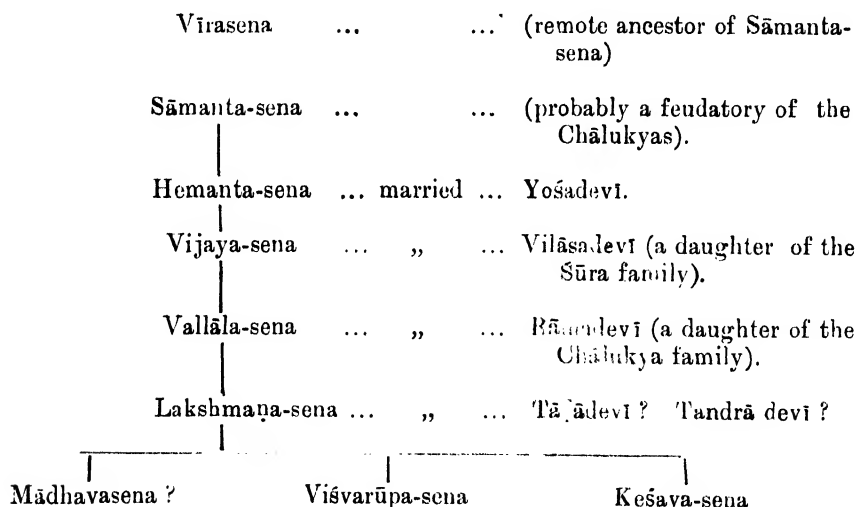 Vīrasena ... ... (remote ancestor of Sāmanta-
sena)
Sāmanta-sena ... ... (probably a feudatory of the
Chālukyas).
Hemanta-sena ... married ... Yośadevī.
Vijaya-sena ... „ ... Vilāsadevī (a daughter of the
Śūra family).
Vallāla-sena ... „ ... (a daughter of the
Chālukya family).
Lakshmaṇa-sena ... „ ... Tandrā devī ?
Mādhavasena ? Viśvarūpa-sena Keśava-sena